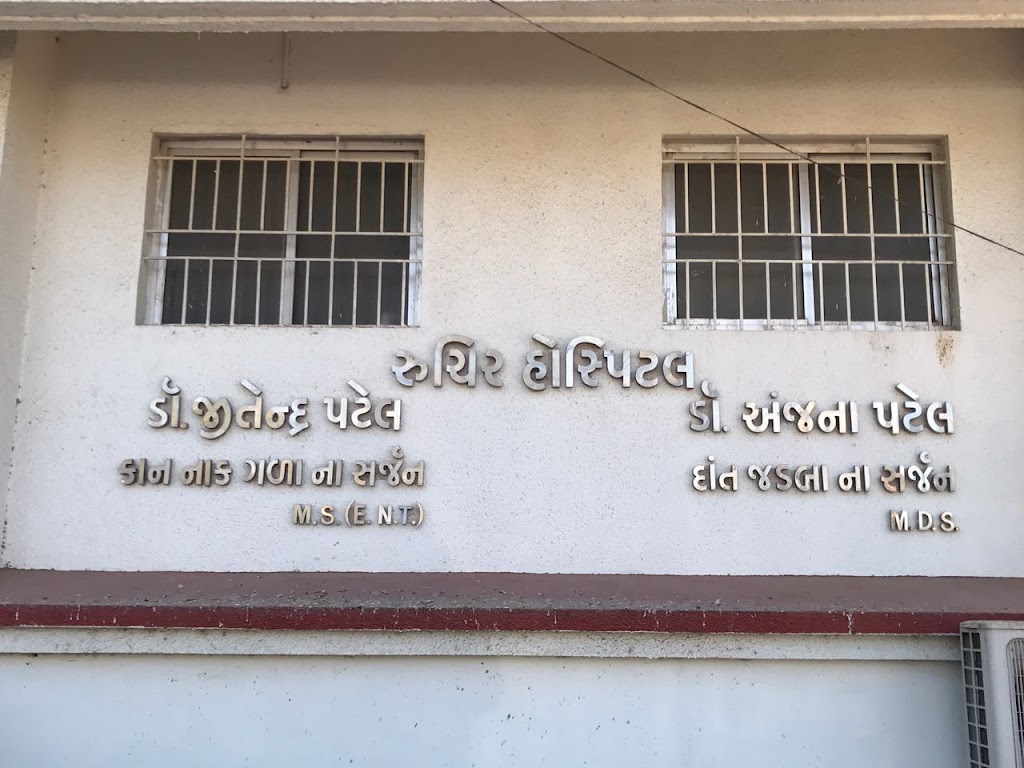 રુચિર હોસ્પિટલ
ડૉ. જીતેન્દ્ર પટેલ
કાન નાક ગળા ના સર્જન
M.S. (E.N.T.)
ડૉ. અંજના પટેલ
દાંત જડબા ના સર્જન
M.D.S.